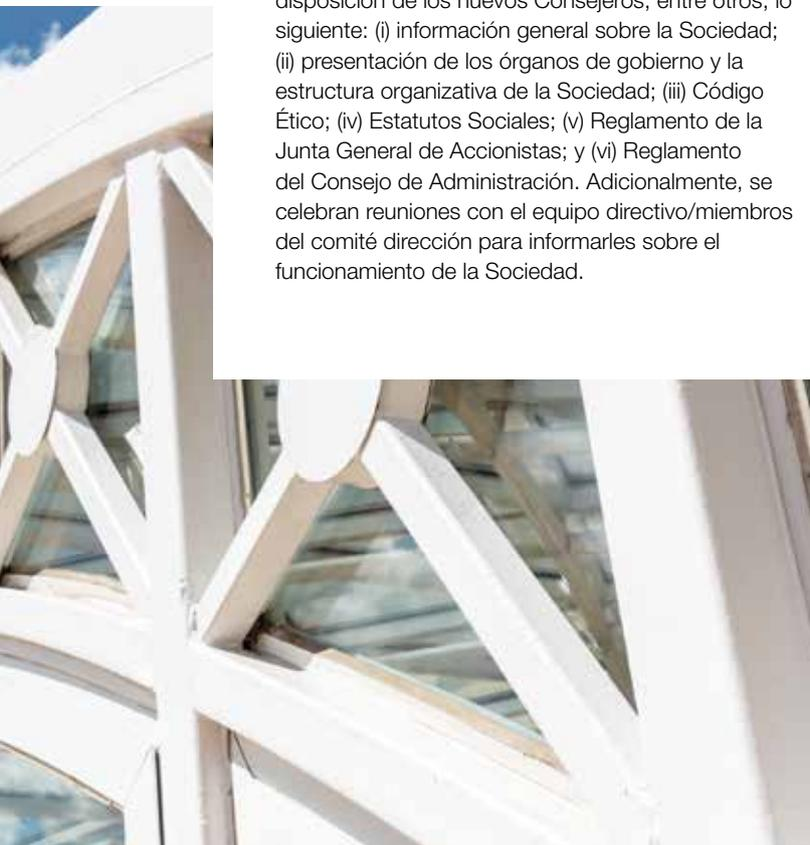 disposición de los nuevos Consejeros, entre otros, lo
siguiente: (i) información general sobre la Sociedad;
(ii) presentación de los órganos de gobierno y la
estructura organizativa de la Sociedad; (iii) Código
Ético; (iv) Estatutos Sociales; (v) Reglamento de la
Junta General de Accionistas; y (vi) Reglamento
del Consejo de Administración. Adicionalmente, se
celebran reuniones con el equipo directivo/miembros
del comité dirección para informarles sobre el
funcionamiento de la Sociedad.